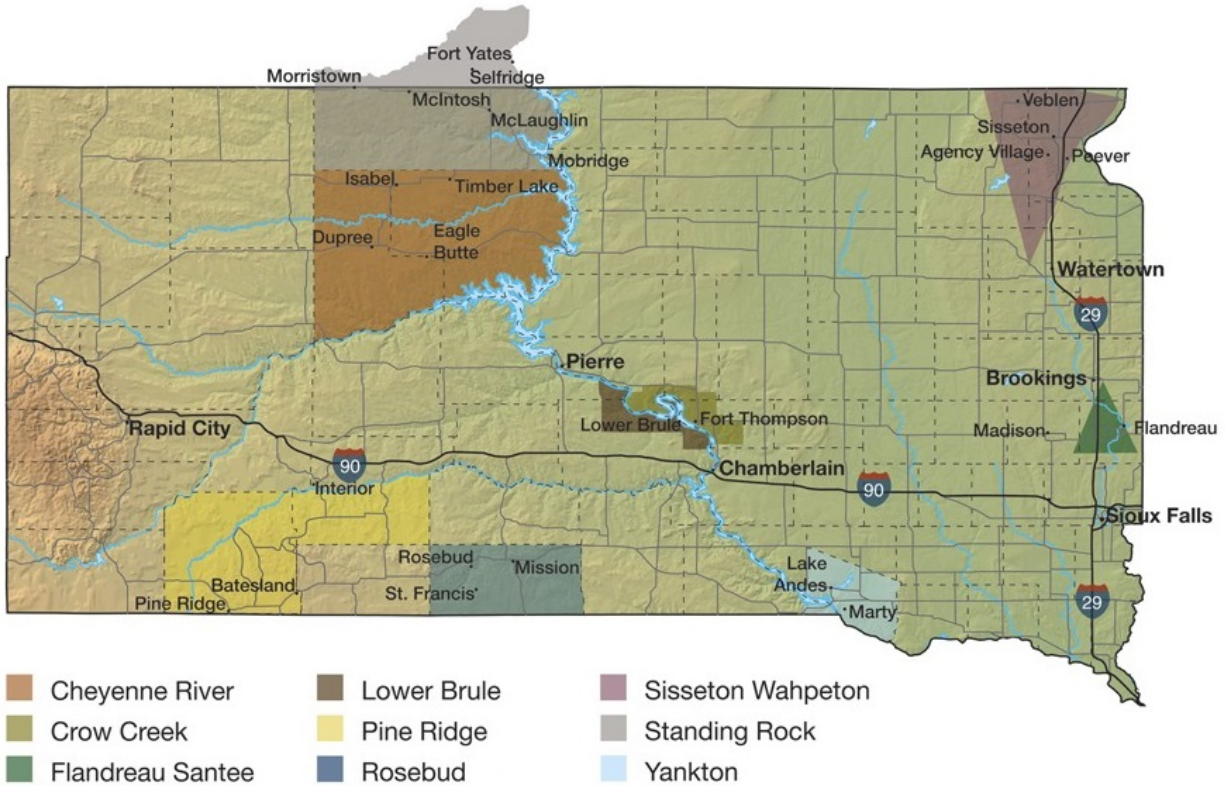 Fort Yates
Morristown
Selfridge
McIntosh
McLaughlin
Mobridge
Veblen
Sisseton
Agency Village
Peever
Isabel
Timber Lake
Dupree
Eagle
Butte
Watertown
29
Pierre
Brookings
Rapid City
Lower Brule
Fort Thompson
Madison
Flandreau
90
Interior
Chamberlain
90
Sioux Falls
Rosebud
Mission
Lake
Andes
Batesland
St. Francis
Pine Ridge
Marty
29
Cheyenne River
Crow Creek
Flandreau Santee
Lower Brule
Pine Ridge
Rosebud
Sisseton Wahpeton
Standing Rock
Yankton